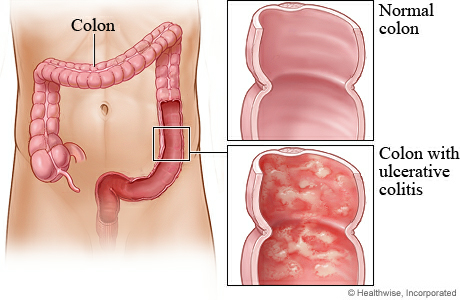 Colon
Normal
colon
Colon with
ulcerative
colitis
© Healthwise, Incorporated